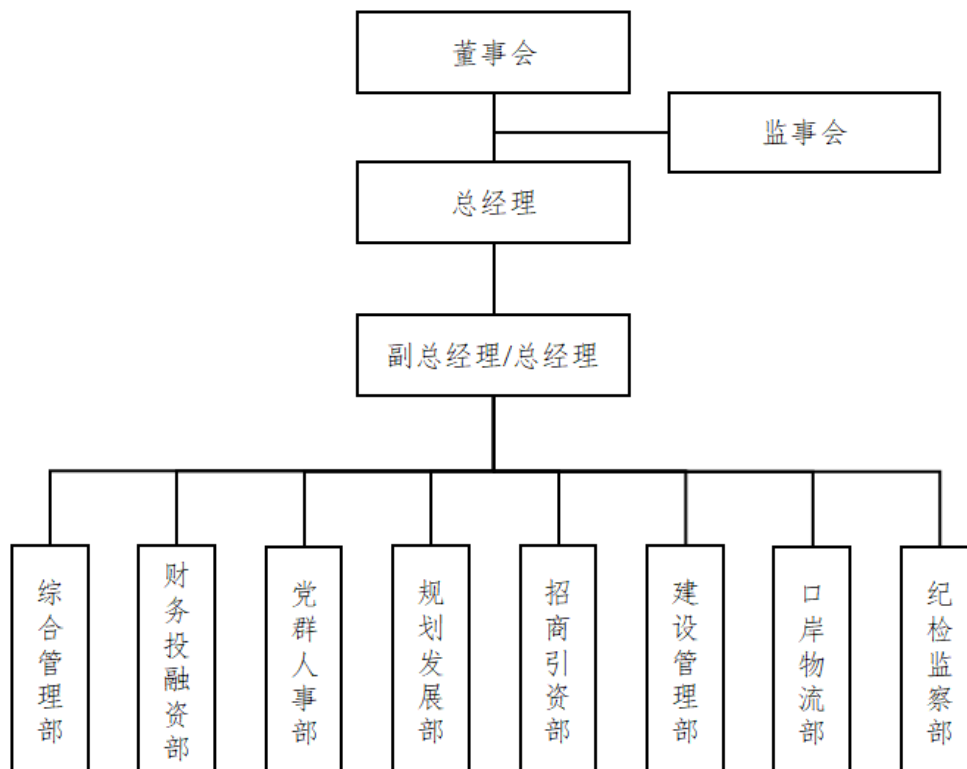 董事会
监事会
总经理
副总经理/总经理
综合管理部
财务投融资部
党群人事部
规划发展部
招商引资部
建设管理部
口岸物流部
纪检监察部